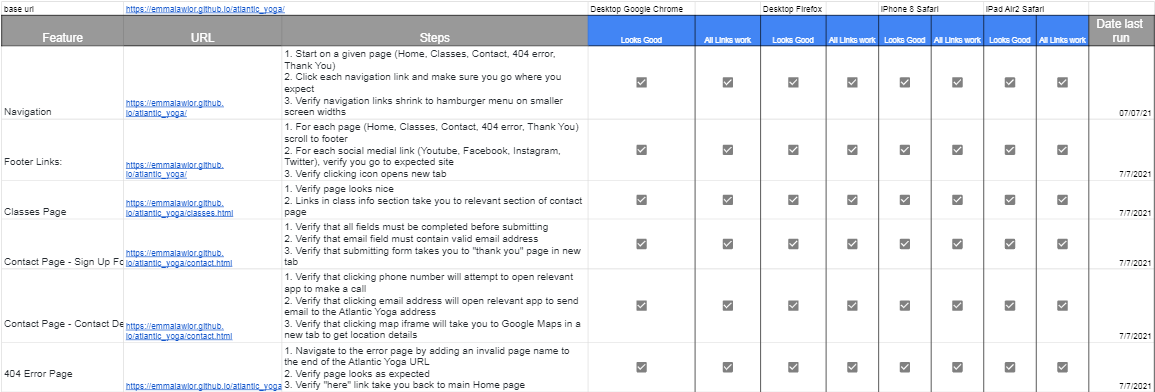 base url https://emmalawlor.github.io/atlantic_yoga/ Desktop Google Chrome Desktop Firefox iPhone 8 Safari iPad Air2 Safari
Feature URL Steps Looks Good All Links work Looks Good All Links work Looks Good All Links work Looks Good All Links work Date last
run
1. Start on a given page (Home, Classes, Contact, 404 error,
Thank You)
2. Click each navigation link and make sure you go where you
expect
3. Verify navigation links shrink to hamburger menu on smaller
screen widths
Navigation
https://emmalawlor.github.
io/atlantic_yoga/
07/07/21
1. For each page (Home, Classes, Contact, 404 error, Thank You)
scroll to footer
2. For each social medial link (Youtube, Facebook, Instagram,
Twitter), verify you go to expected site
3. Verify clicking icon opens new tab
Footer Links:
https://emmalawlor.github.
io/atlantic_yoga/
7/7/2021
1. Verify page looks nice
2. Links in class info section take you to relevant section of contact
page
Classes Page
https://emmalawlor.github.
io/atlantic_yoga/classes.html
7/7/2021
1. Verify that all fields must be completed before submitting
2. Verify that email field must contain valid email address
3. Verify that submitting form takes you to "thank you" page in new
tab
Contact Page - Sign Up Fo
https://emmalawlor.github.
io/atlantic_yoga/contact.html
7/7/2021
1. Verify that clicking phone number will attempt to open relevant
app to make a call
2. Verify that clicking email address will open relevant app to send
email to the Atlantic Yoga address
3. Verify that clicking map iframe will take you to Google Maps in a
new tab to get location details
Contact Page - Contact De
https://emmalawlor.github.
io/atlantic_yoga/contact.html
7/7/2021
1. Navigate to the error page by adding an invalid page name to
the end of the Atlantic Yoga URL
2. Verify page looks as expected
3. Verify "here" link take you back to main Home page
404 Error Page
https://emmalawlor.github.io/atlantic_yoga
7/7/2021